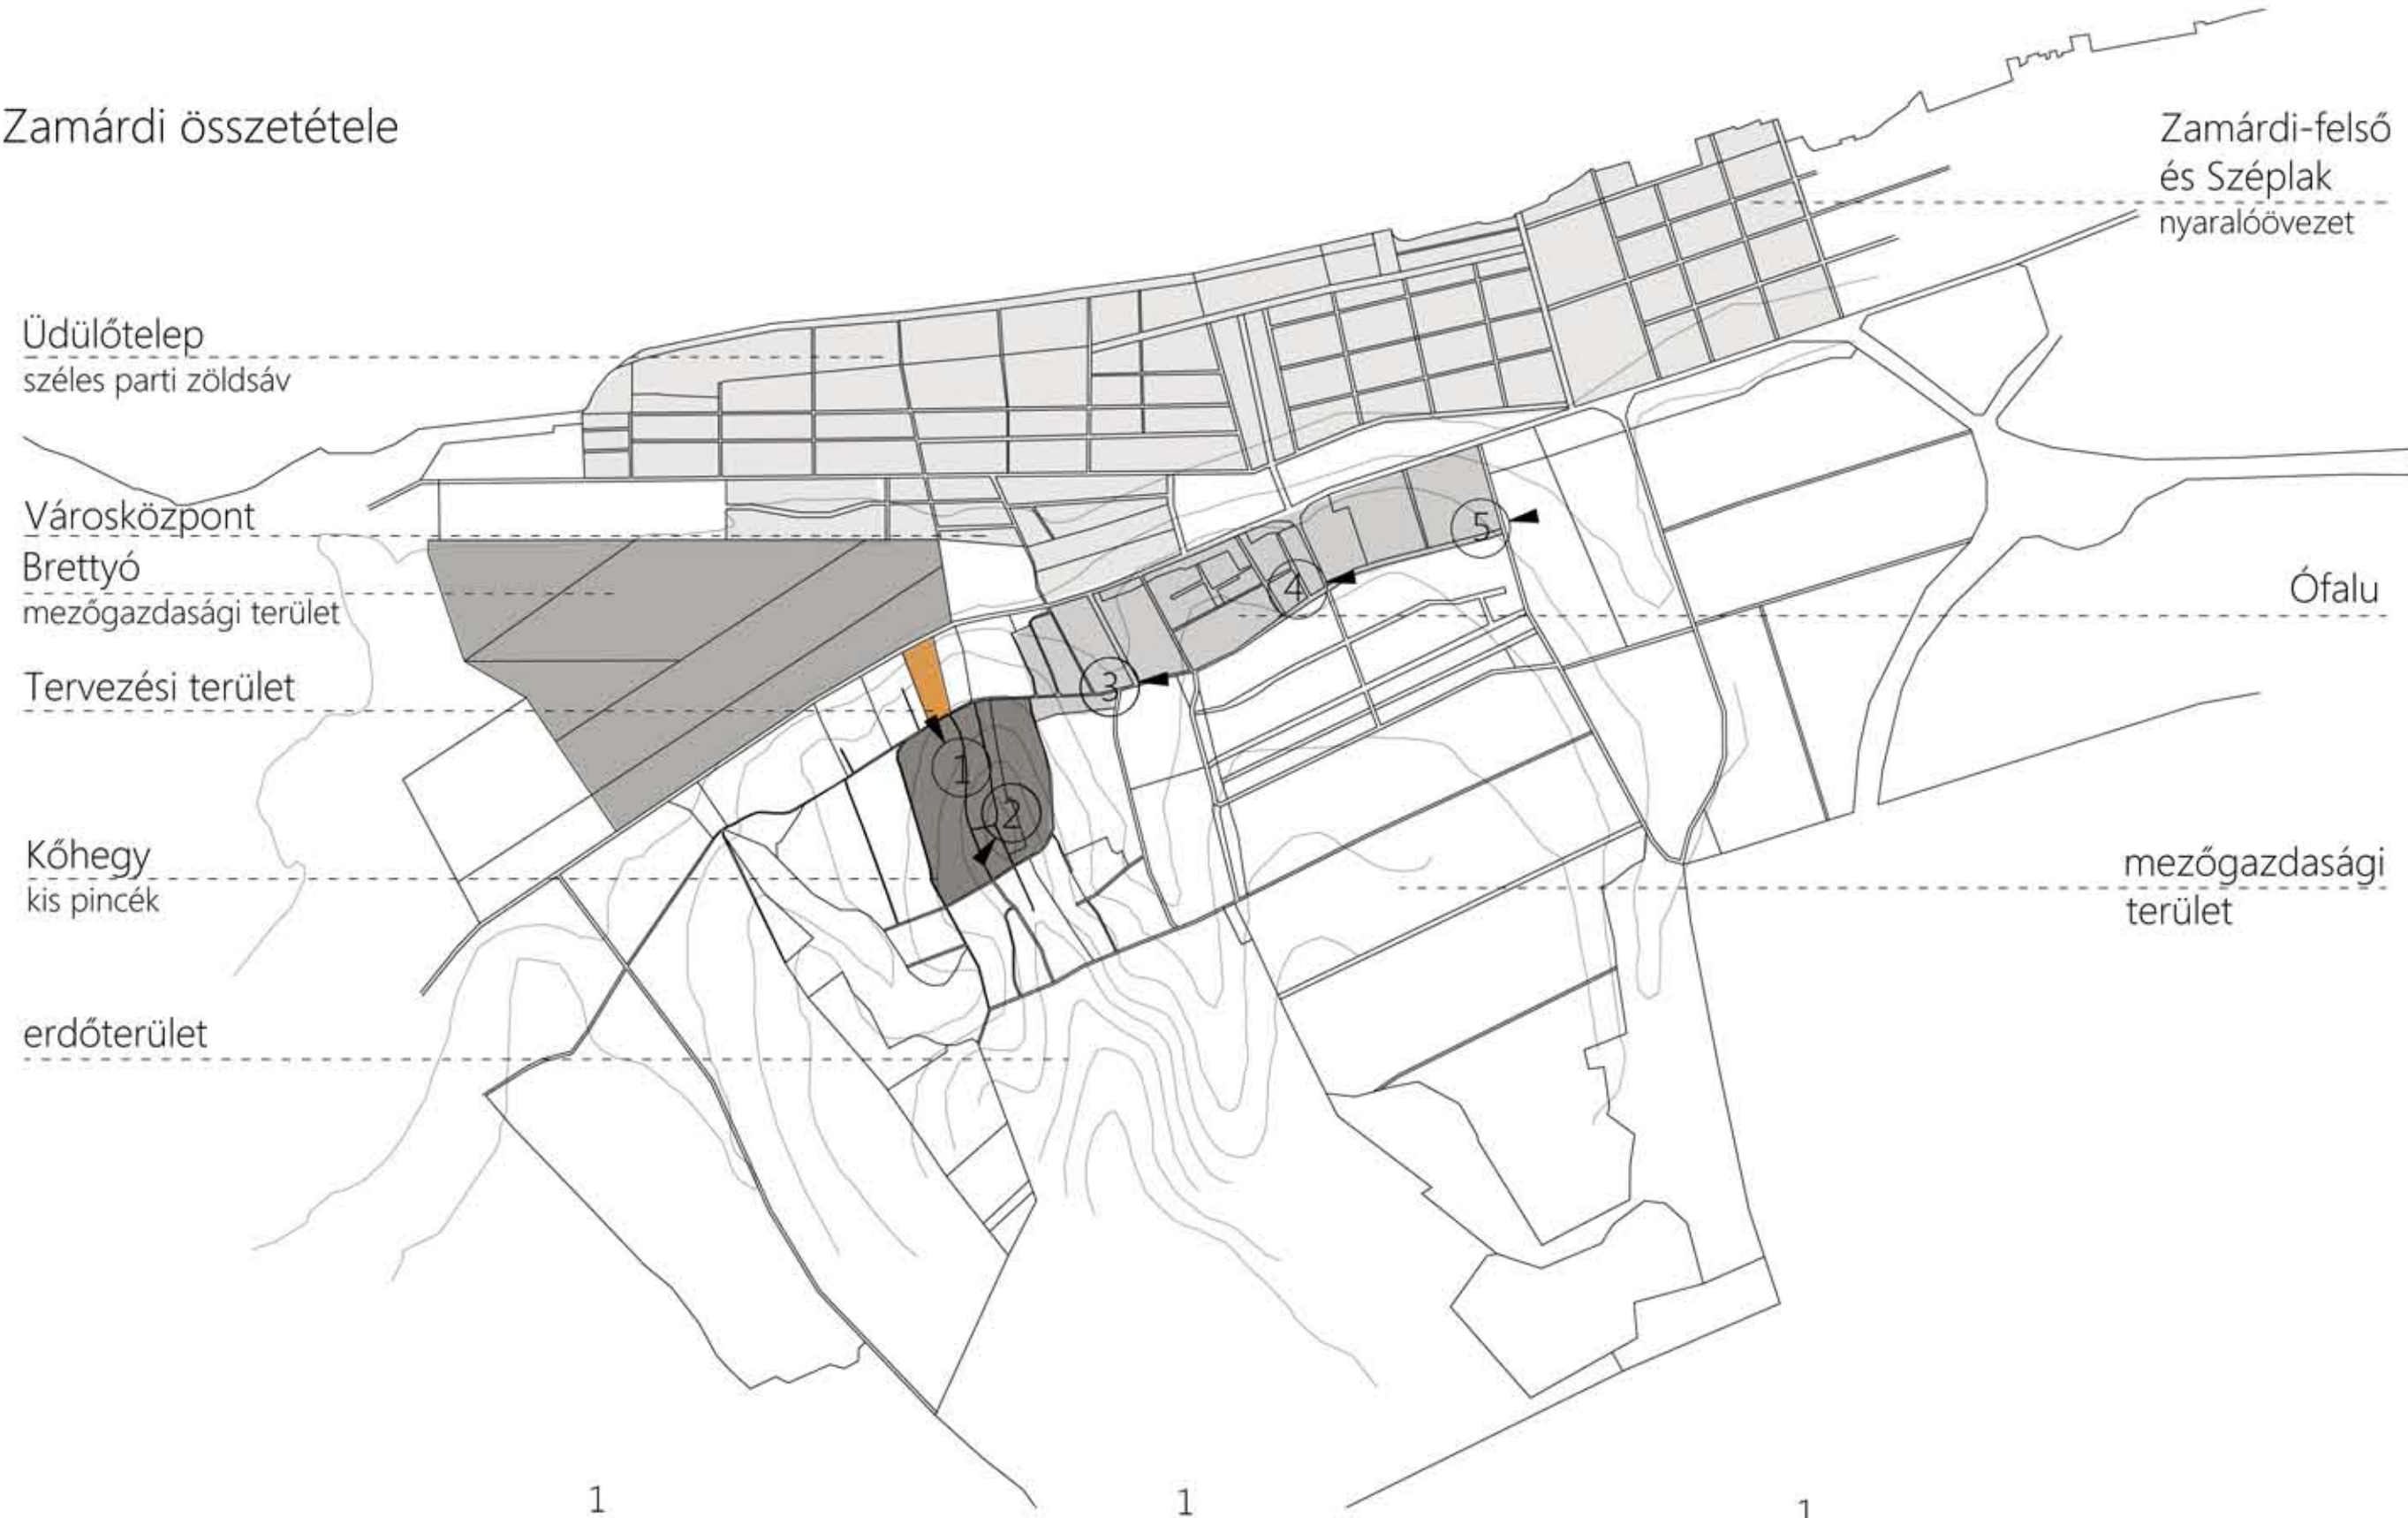 Zamárdi összetétele
Zamárdi-felső
és Széplak
nyaralóövezet
Üdülőtelep
széles parti zöldsáv
Városközpont
Brettyó
mezőgazdasági terület
Tervezési terület
Kőhegy
kis pincék
erdőterület
Ófalu
mezőgazdasági
terület
5
4
3
1
2
1
1
1